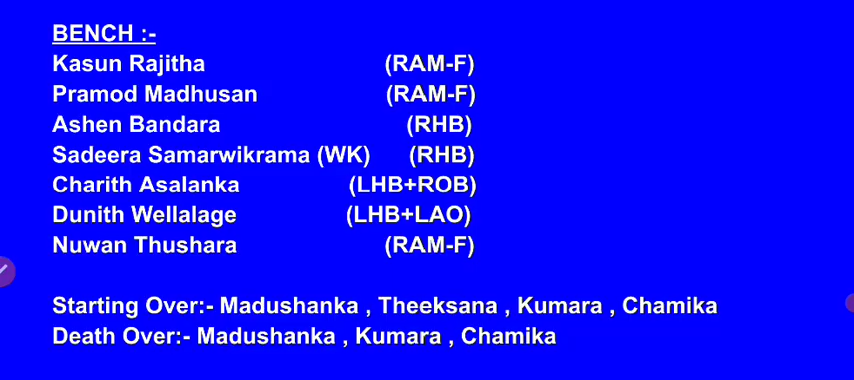 BENCH :-
Kasun Rajitha (RAM-F)
Pramod Madhusan (RAM-F)
Ashen Bandara (RHB)
Sadeera Samarwikrama (WK) (RHB)
Charith Asalanka (LHB+ROB)
Dunith Wellalage (LHB+LAO)
Nuwan Thushara (RAM-F)
Starting Over:- Madushanka , Theeksana , Kumara , Chamika
Death Over:- Madushanka , Kumara , Chamika